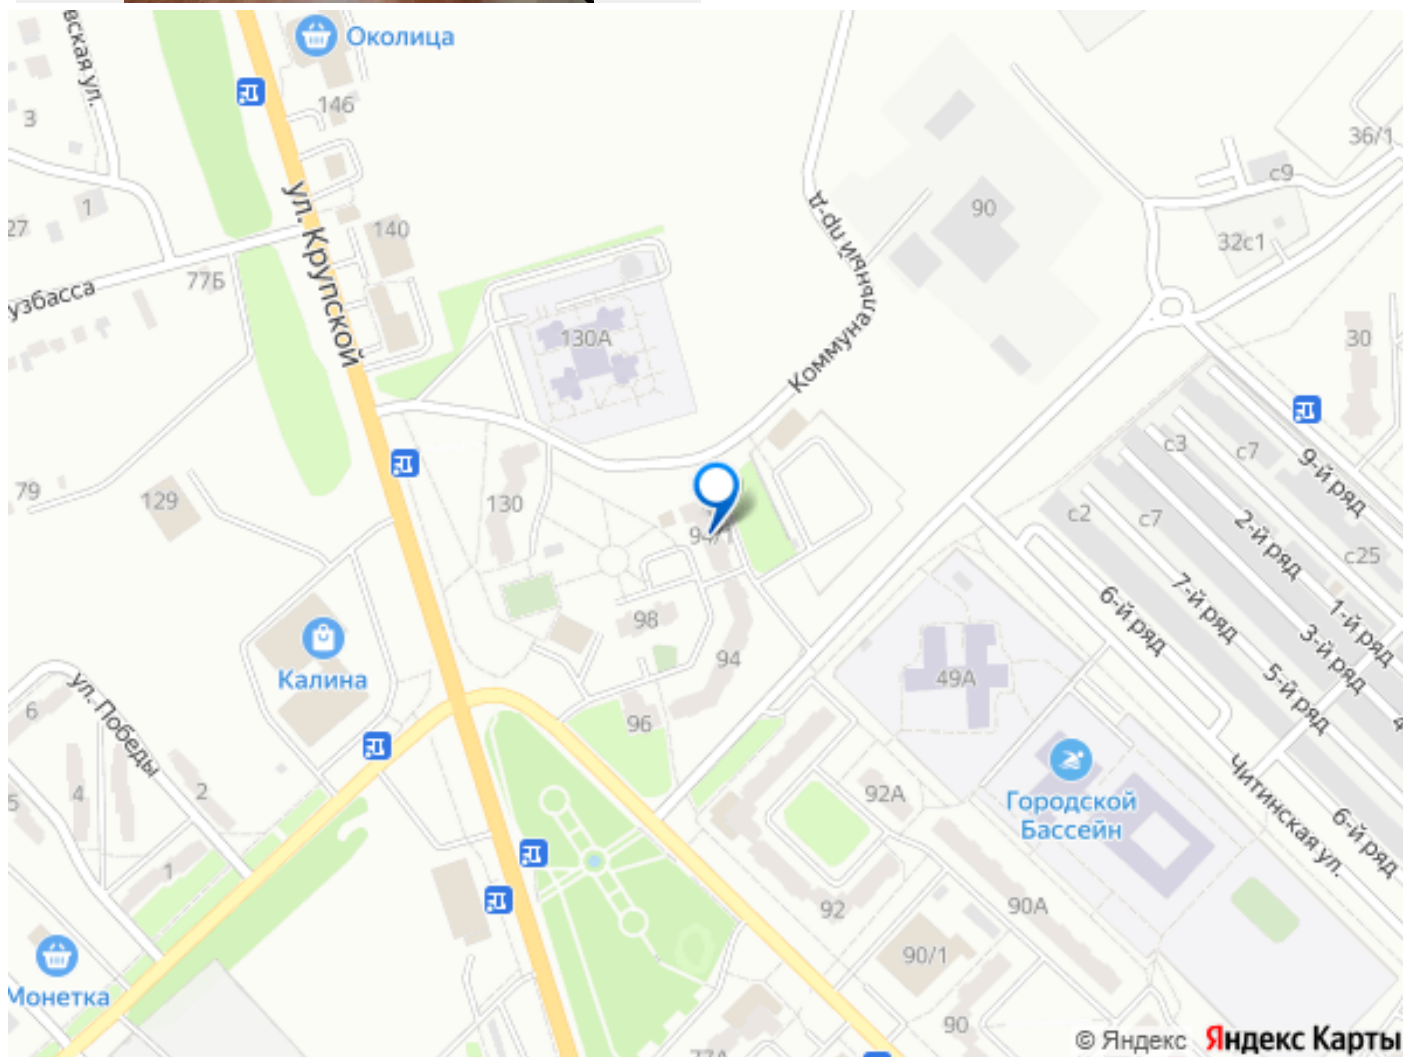 вская ул.
Околица
146
3
36/1
с9
1
27
140
90
ул. Крупской
Коммунальный пр-д
32с1
77Б
узбасса
130А
30
79
129
130
94/1
с3
с7
9-й ряд
с2
с7
2-й ряд
с25
6-й ряд
7-й ряд
1-й ряд
3-й ряд
5-й ряд
4
98
94
49А
Калина
6
ул. Победы
96
2
4
5
92А
Городской
Бассейн
Читинская ул.
6-й ряд
1
92
90А
90/1
Монетка
90
77А
© Яндекс Яндекс Карты